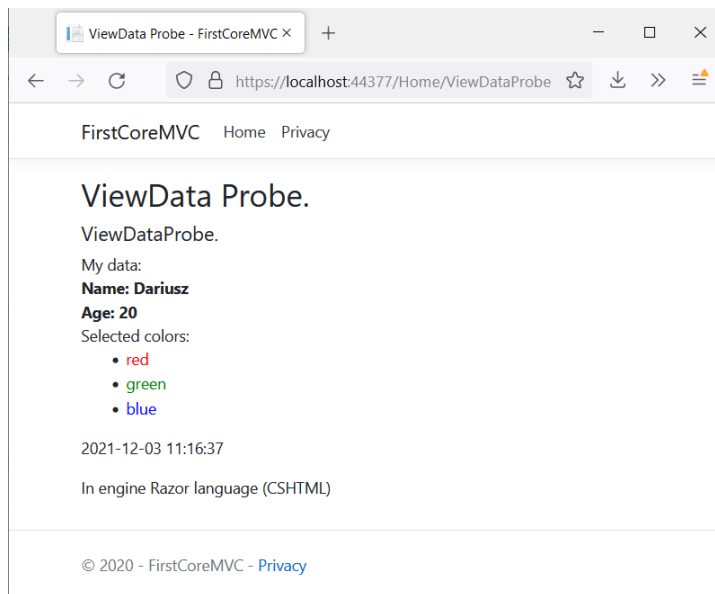 ViewData Probe - FirstCoreMVC
https://localhost:44377/Home/ViewDataProbe
FirstCoreMVC Home Privacy
ViewData Probe.
ViewDataProbe.
My data:
Name: Dariusz
Age: 20
Selected colors:
red
green
blue
2021-12-03 11:16:37
In engine Razor language (CSHTML)
© 2020 - FirstCoreMVC - Privacy